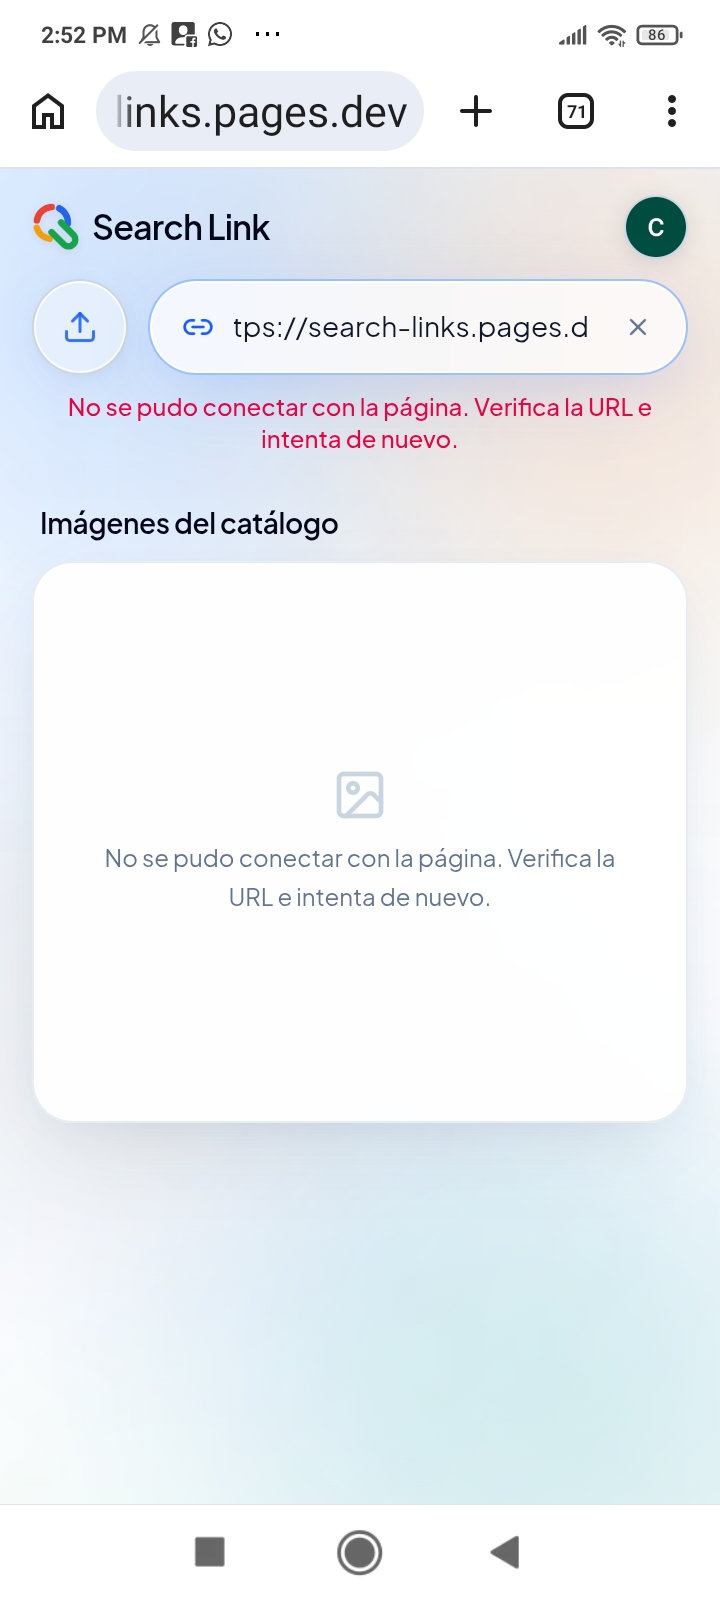 2:52 PM ... 86
links.pages.dev 71
Search Link C
tps://search-links.pages.d
No se pudo conectar con la página. Verifica la URL e
intenta de nuevo.
Imágenes del catálogo
No se pudo conectar con la página. Verifica la
URL e intenta de nuevo.